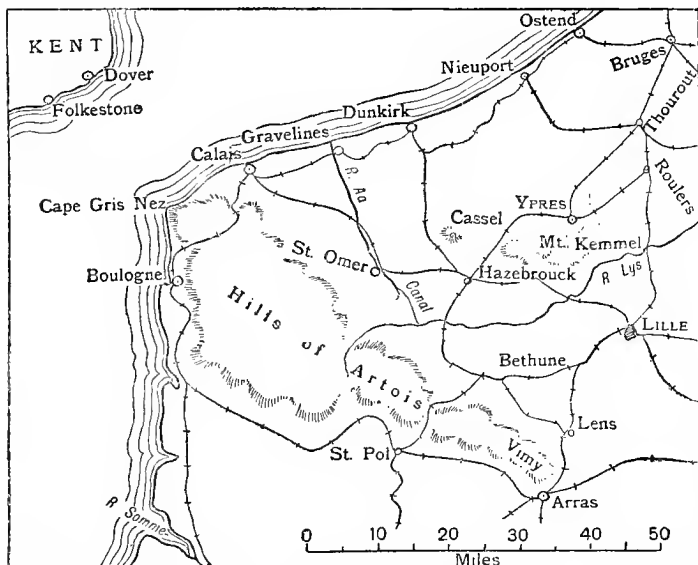 Ostend
KENT
Bruges
Dover
Nieuport
Folkestone
Dunkirk
Thourout
Gravelines
Calais
R. Aa
Roulers
Cape Gris Nez
YPRES
Cassel
Mt. Kemmel
St. Omer
Boulogne
Hazebrouck
R Lys
Canal
Hills of
Artois
LILLE
Bethune
Lens
Vimy
St. Pol
Arras
R Somme
0 10 20 30 40 50
Miles